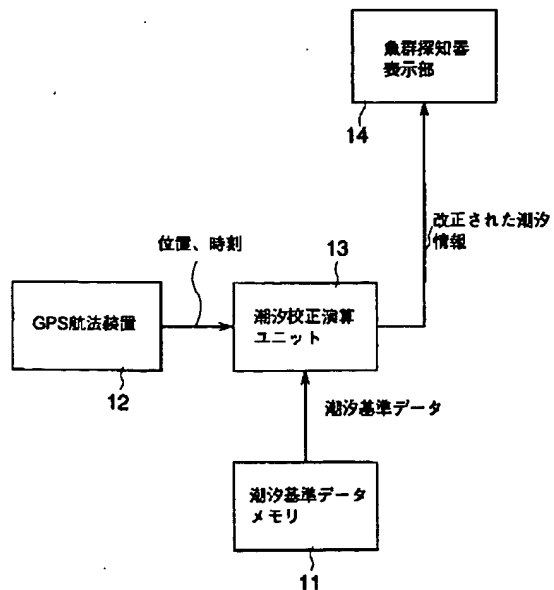 魚群探知器
表示部
14
改正された潮汐
情報
位置、時刻
13
GPS航法装置
潮汐校正演算
ユニット
12
潮汐基準データ
潮汐基準データ
メモリ
11